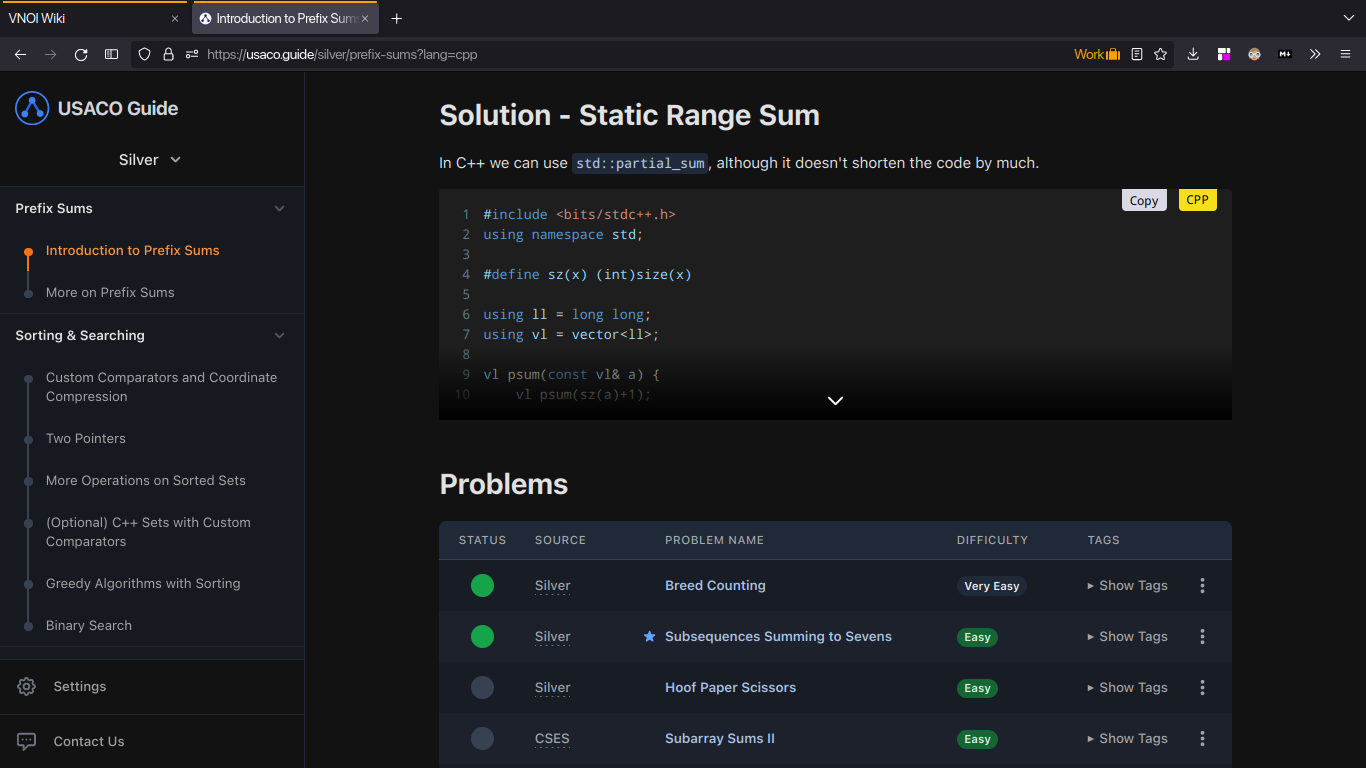 VNOI Wiki
Introduction to Prefix Sum
https://usaco.guide/silver/prefix-sums?lang=cpp
Work
USACO Guide
Silver
Prefix Sums
Introduction to Prefix Sums
More on Prefix Sums
Sorting & Searching
Custom Comparators and Coordinate
Compression
Two Pointers
More Operations on Sorted Sets
(Optional) C++ Sets with Custom
Comparators
Greedy Algorithms with Sorting
Binary Search
Settings
Contact Us
Solution - Static Range Sum
In C++ we can use std::partial_sum, although it doesn't shorten the code by much.
Copy CPP
1 #include <bits/stdc++.h>
2 using namespace std;
3
4 #define sz(x) (int)size(x)
5
6 using ll = long long;
7 using vl = vector<ll>;
8
9 vl psum(const vl& a) {
10 vl psum(sz(a)+1);
Problems
STATUS SOURCE PROBLEM NAME DIFFICULTY TAGS
Silver Breed Counting Very Easy Show Tags
Silver Subsequences Summing to Sevens Easy Show Tags
Silver Hoof Paper Scissors Easy Show Tags
CSES Subarray Sums II Easy Show Tags